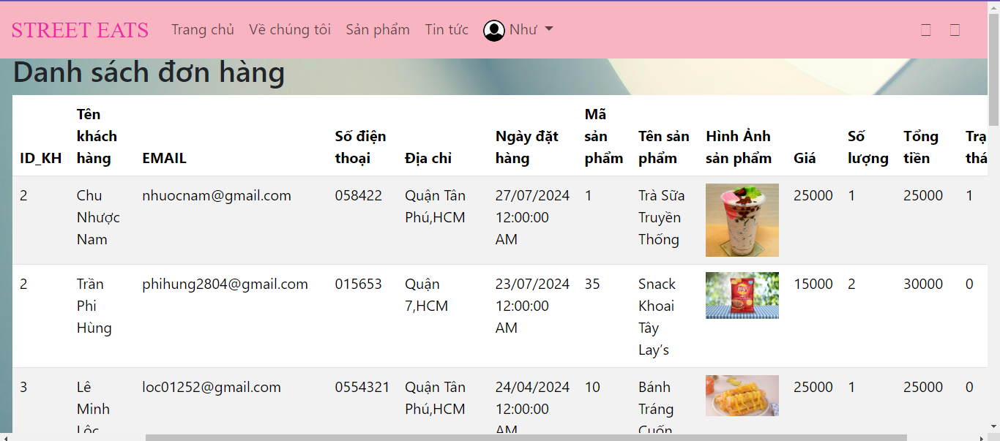 STREET EATS Trang chủ Về chúng tôi Sản phẩm Tin tức Như
Danh sách đơn hàng
ID_KH Tên khách hàng EMAIL Số điện thoại Địa chỉ Ngày đặt hàng Mã sản phẩm Tên sản phẩm Hình Ảnh sản phẩm Giá Số lượng Tổng tiền Trạ thá
2 Chu Nhược Nam nhuocnam@gmail.com 058422 Quận Tân Phú,HCM 27/07/2024 12:00:00 AM 1 Trà Sữa Truyền Thống 25000 1 25000 1
2 Trần Phi Hùng phihung2804@gmail.com 015653 Quận 7,HCM 23/07/2024 12:00:00 AM 35 Snack Khoai Tây Lay’s 15000 2 30000 0
Lay's
3 Lê Minh Lộc loc01252@gmail.com 0554321 Quận Tân Phú,HCM 24/04/2024 12:00:00 AM 10 Bánh Tráng Cuốn 25000 1 25000 0